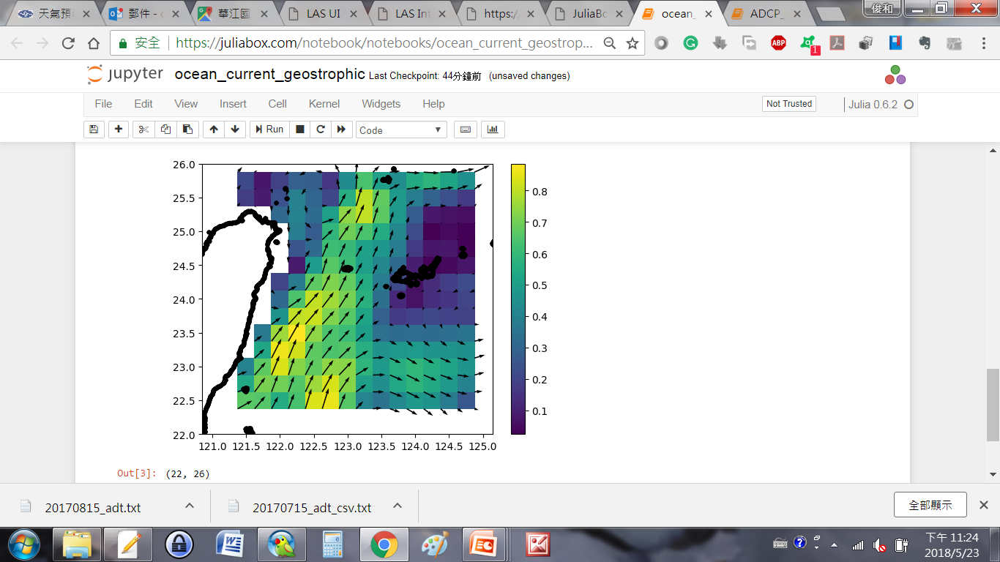 天氣預
郵件 - c
華江國
LAS UI
LAS Int
https:/
JuliaBo
ocean_
ADCP_
俊和
安全
https://juliabox.com/notebook/notebooks/ocean_current_geostrop...
ABP
1
jupyter ocean_current_geostrophic Last Checkpoint: 44分鐘前 (unsaved changes)
File Edit View Insert Cell Kernel Widgets Help
Not Trusted
Julia 0.6.2
Run
Code
26.0
25.5
25.0
24.5
24.0
23.5
23.0
22.5
22.0
121.0 121.5 122.0 122.5 123.0 123.5 124.0 124.5 125.0
0.8
0.7
0.6
0.5
0.4
0.3
0.2
0.1
Out[3]: (22, 26)
20170815_adt.txt
20170715_adt_csv.txt
全部顯示
下午 11:24
2018/5/23